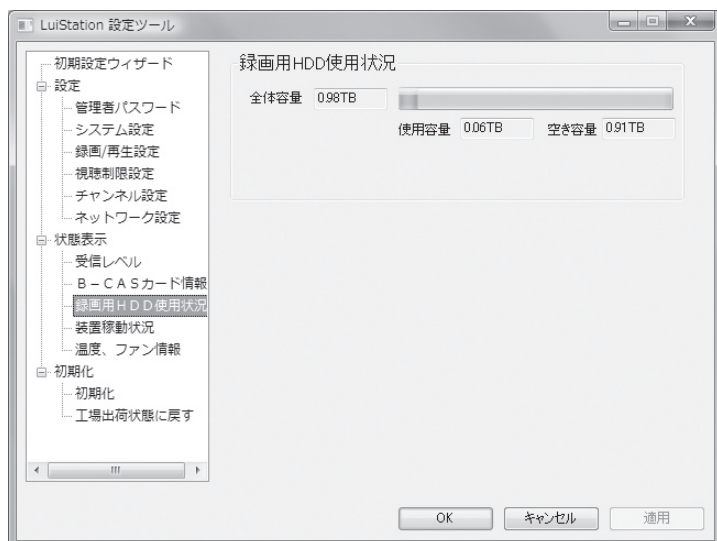 LuiStation 設定ツール
初期設定ウィザード
設定
管理者パスワード
システム設定
録画/再生設定
視聴制限設定
チャンネル設定
ネットワーク設定
状態表示
受信レベル
B－CASカード情報
録画用HDD使用状況
装置稼動状況
温度、ファン情報
初期化
初期化
工場出荷状態に戻す
録画用HDD使用状況
全体容量 0.98TB
使用容量 0.06TB 空き容量 0.91TB
OK キャンセル 適用